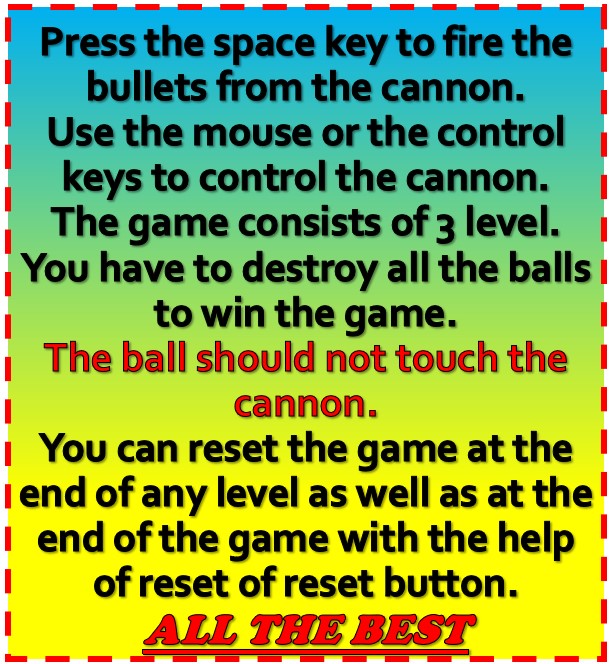 Press the space key to fire the
bullets from the cannon.
Use the mouse or the control
keys to control the cannon.
The game consists of 3 level.
You have to destroy all the balls
to win the game.
The ball should not touch the
cannon.
You can reset the game at the
end of any level as well as at the
end of the game with the help
of reset of reset button.
ALL THE BEST